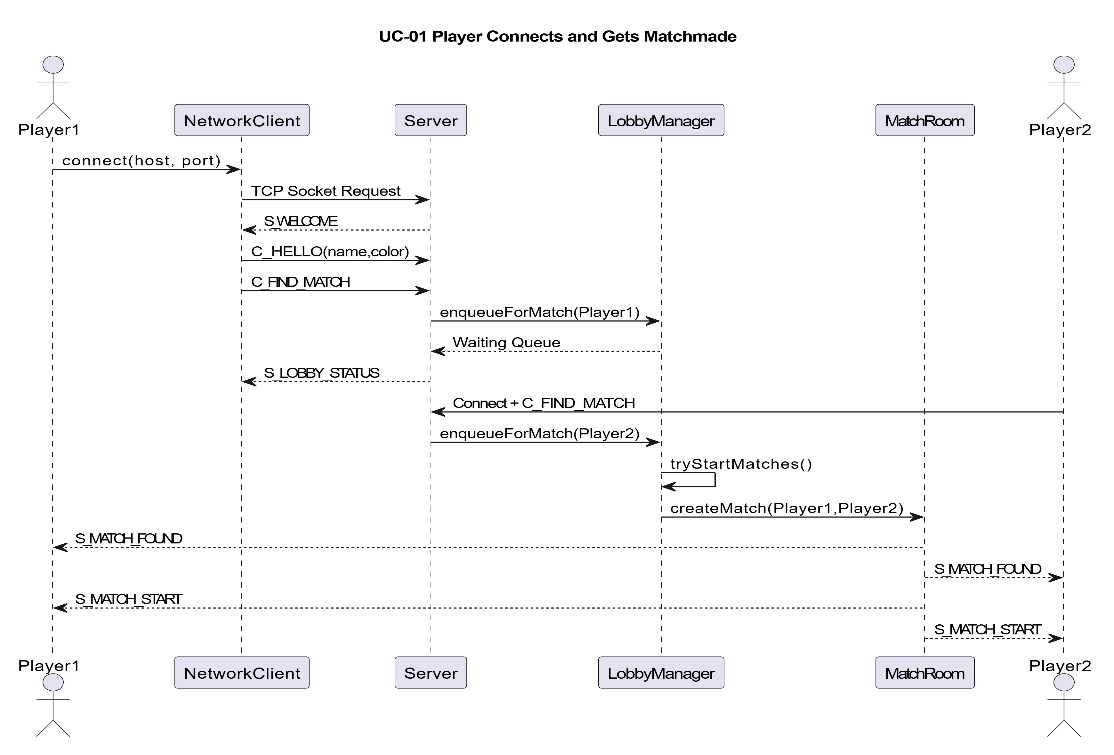 UC-01 Player Connects and Gets Matchmade
Player1
NetworkClient
Server
LobbyManager
MatchRoom
Player2
connect(host, port)
TCP Socket Request
S_WELCOME
C_HELLO(name,color)
C_FIND_MATCH
enqueueForMatch(Player1)
Waiting Queue
S_LOBBY_STATUS
Connect + C_FIND_MATCH
enqueueForMatch(Player2)
tryStartMatches()
createMatch(Player1,Player2)
S_MATCH_FOUND
S_MATCH_FOUND
S_MATCH_START
S_MATCH_START
Player1
NetworkClient
Server
LobbyManager
MatchRoom
Player2